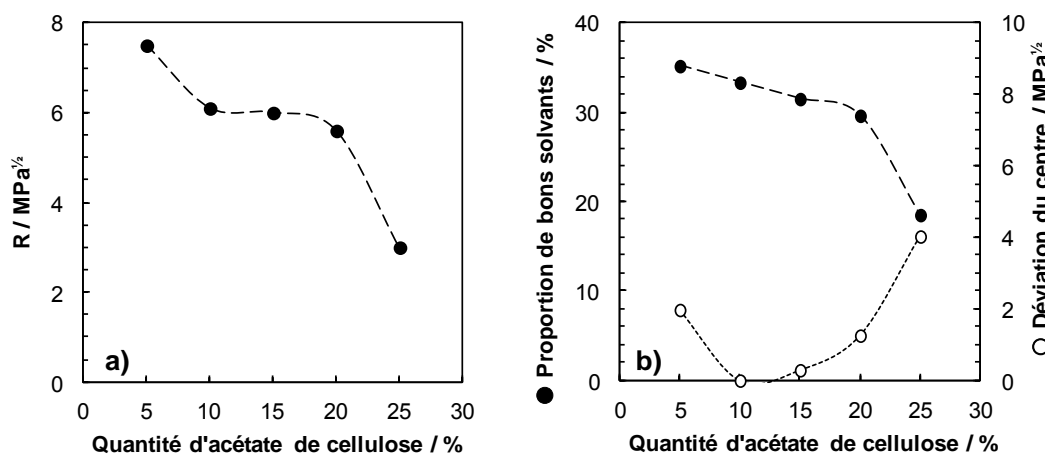 8
6
4
2
0
0 5 10 15 20 25 30
R / MPa½
a)
Quantité d'acétate de cellulose / %
40
30
20
10
0
0 5 10 15 20 25 30
10
8
6
4
2
0
Proportion de bons solvants / %
Déviation du centre / MPa½
b)
Quantité d'acétate de cellulose / %